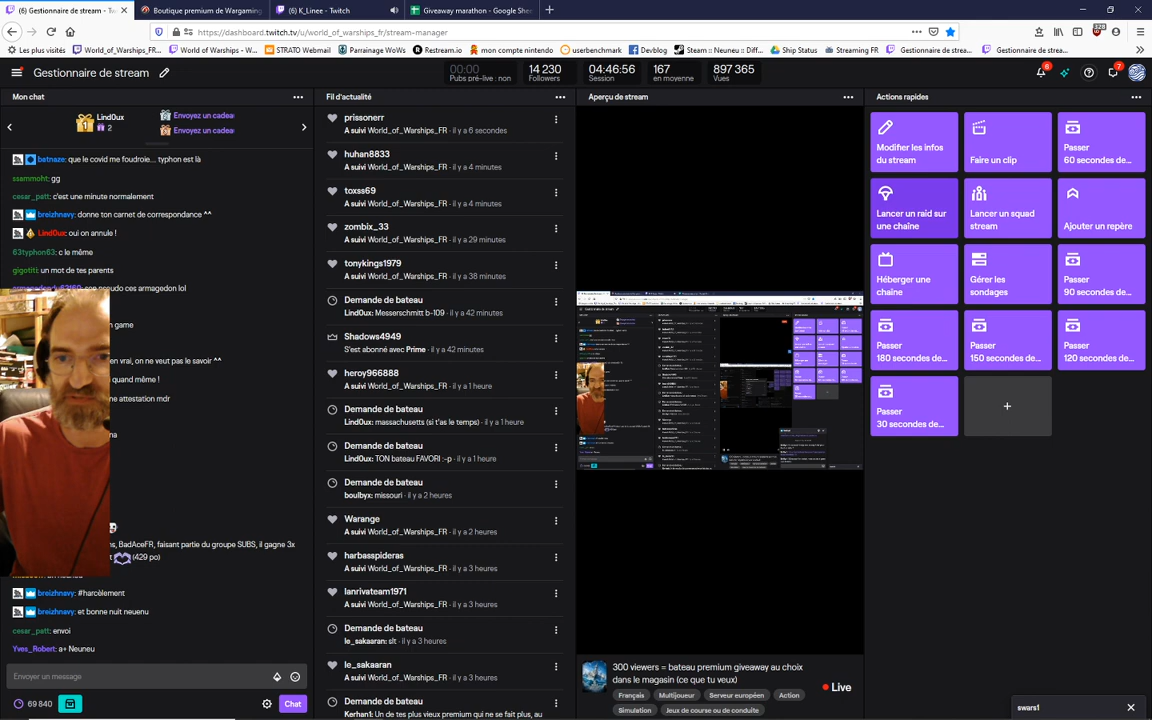 (6) Gestionnaire de stream - Tw
Boutique premium de Wargaming
(6) K_Linee - Twitch
Giveaway marathon - Google She
https://dashboard.twitch.tv/u/world_of_warships_fr/stream-manager
Les plus visités
World_of_Warships_FR...
World of Warships - ...
STRATO Webmail
Parrainage WoWs
Restream.io
mon compte nintendo
userbenchmark
Devblog
Steam :: Neuneu :: Dif...
Ship Status
Streaming FR
Gestionnaire de strea...
Gestionnaire de strea...
Gestionnaire de stream
00:00
Pubs pré-live : non
14 230
Followers
04:46:56
Session
167
en moyenne
897 365
Vues
6
7
Mon chat
Lind0ux
2
Envoyez un cadea
Envoyez un cadea
batnaze: que le covid me foudroie... typhon est là
ssammoht: gg
cesar_patt: c'est une minute normalement
breizhnavy: donne ton carnet de correspondance ^^
Lind0ux: oui on annule !
63typhon63: c le même
gigotiti: un mot de tes parents
pseudo ces armagedon lol
n game
en vrai, on ne veut pas le savoir ^^
quand même !
ne attestation mdr
na
s, BadAceFR, faisant partie du groupe SUBS, il gagne 3x
(429 po)
breizhnavy: #harcèlement
breizhnavy: et bonne nuit neuenu
cesar_patt: envoi
Yves_Robert: a+ Neuneu
Envoyer un message
69 840
Chat
Fil d'actualité
prissonerr
A suivi World_of_Warships_FR · il y a 6 secondes
huhan8833
A suivi World_of_Warships_FR · il y a 4 minutes
toxss69
A suivi World_of_Warships_FR · il y a 4 minutes
zombix_33
A suivi World_of_Warships_FR · il y a 29 minutes
tonykings1979
A suivi World_of_Warships_FR · il y a 38 minutes
Demande de bateau
Lind0ux: Messerschmitt b-109 · il y a 42 minutes
Shadows4949
S'est abonné avec Prime · il y a 42 minutes
heroy966888
A suivi World_of_Warships_FR · il y a 1 heure
Demande de bateau
Lind0ux: massachusetts (si t'as le temps) · il y a 1 heure
Demande de bateau
Lind0ux: TON bateau FAVORI :-p · il y a 1 heure
Demande de bateau
boulbyx: missouri · il y a 2 heures
Warange
A suivi World_of_Warships_FR · il y a 2 heures
harbasspideras
A suivi World_of_Warships_FR · il y a 3 heures
lanrivateam1971
A suivi World_of_Warships_FR · il y a 3 heures
Demande de bateau
le_sakaaran: slt · il y a 3 heures
le_sakaaran
A suivi World_of_Warships_FR · il y a 3 heures
Demande de bateau
Kerhan1: Un de tes plus vieux premium qui ne se fait plus, au
Aperçu de stream
300 viewers = bateau premium giveaway au choix
dans le magasin (ce que tu veux)
Live
Français
Multijoueur
Serveur européen
Action
Simulation
Jeux de course ou de conduite
Actions rapides
Modifier les infos
du stream
Faire un clip
Passer
60 secondes de...
Lancer un raid sur
une chaîne
Lancer un squad
stream
Ajouter un repère
Héberger une
chaîne
Gérer les
sondages
Passer
90 secondes de...
Passer
180 secondes de...
Passer
150 secondes de...
Passer
120 secondes de...
Passer
30 secondes de...
swars1